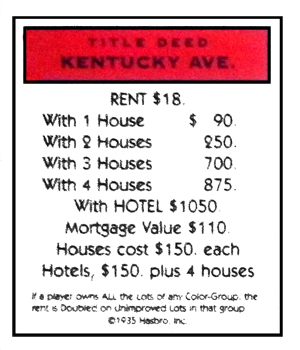 TITLE DEED
KENTUCKY AVE.
RENT $18.
With 1 House $ 90.
With 2 Houses 250.
With 3 Houses 700.
With 4 Houses 875.
With HOTEL $1050.
Mortgage Value $110.
Houses cost $150. each
Hotels, $150. plus 4 houses
If a player owns ALL the Lots of any Color-Group, the
rent is Doubled on Unimproved Lots in that group.
©1935 Hasbro, Inc.